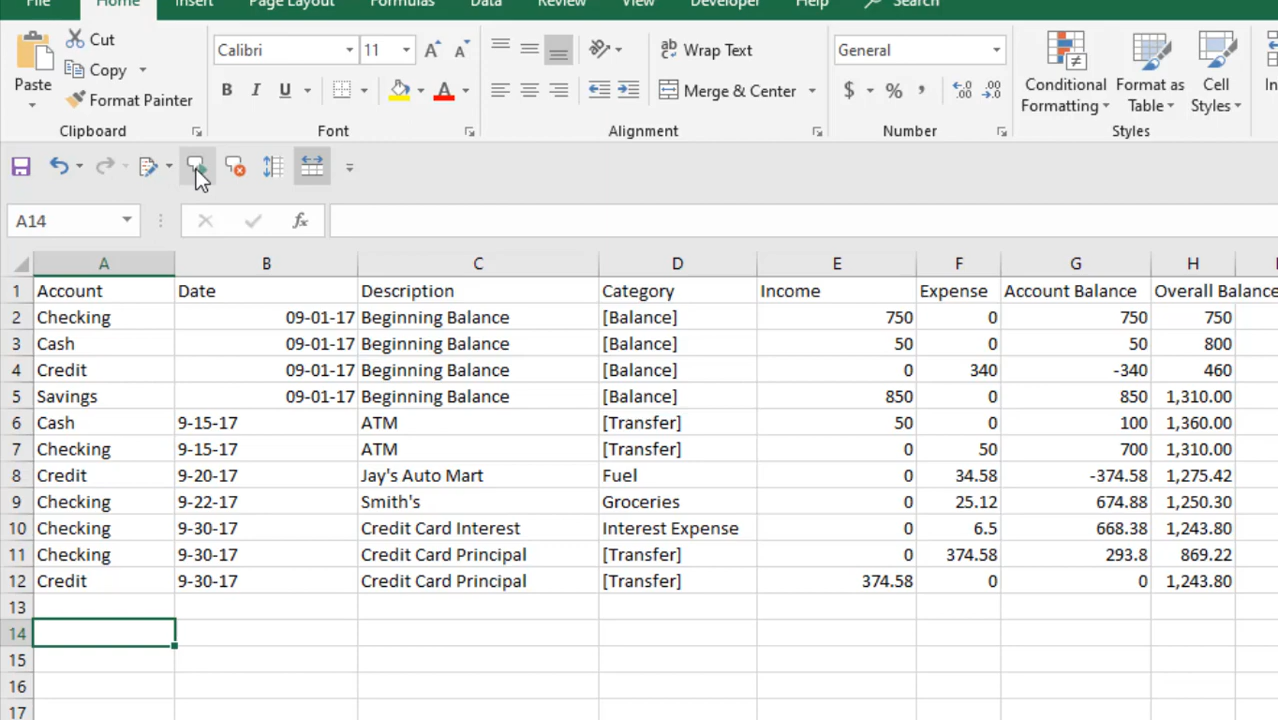 File Home Insert Page Layout Formulas Data Review View Developer Help Search
Cut
Copy
Format Painter
Paste
Clipboard
Calibri 11 A A
B I U A
Font
ab Wrap Text
Merge & Center
Alignment
General
$ % , .00 .00
Number
Conditional Formatting
Format as Table
Cell Styles
Styles
A14 fx
A B C D E F G H
1 Account Date Description Category Income Expense Account Balance Overall Balance
2 Checking 09-01-17 Beginning Balance [Balance] 750 0 750 750
3 Cash 09-01-17 Beginning Balance [Balance] 50 0 50 800
4 Credit 09-01-17 Beginning Balance [Balance] 0 340 -340 460
5 Savings 09-01-17 Beginning Balance [Balance] 850 0 850 1,310.00
6 Cash 9-15-17 ATM [Transfer] 50 0 100 1,360.00
7 Checking 9-15-17 ATM [Transfer] 0 50 700 1,310.00
8 Credit 9-20-17 Jay's Auto Mart Fuel 0 34.58 -374.58 1,275.42
9 Checking 9-22-17 Smith's Groceries 0 25.12 674.88 1,250.30
10 Checking 9-30-17 Credit Card Interest Interest Expense 0 6.5 668.38 1,243.80
11 Checking 9-30-17 Credit Card Principal [Transfer] 0 374.58 293.8 869.22
12 Credit 9-30-17 Credit Card Principal [Transfer] 374.58 0 0 1,243.80
13
14
15
16
17